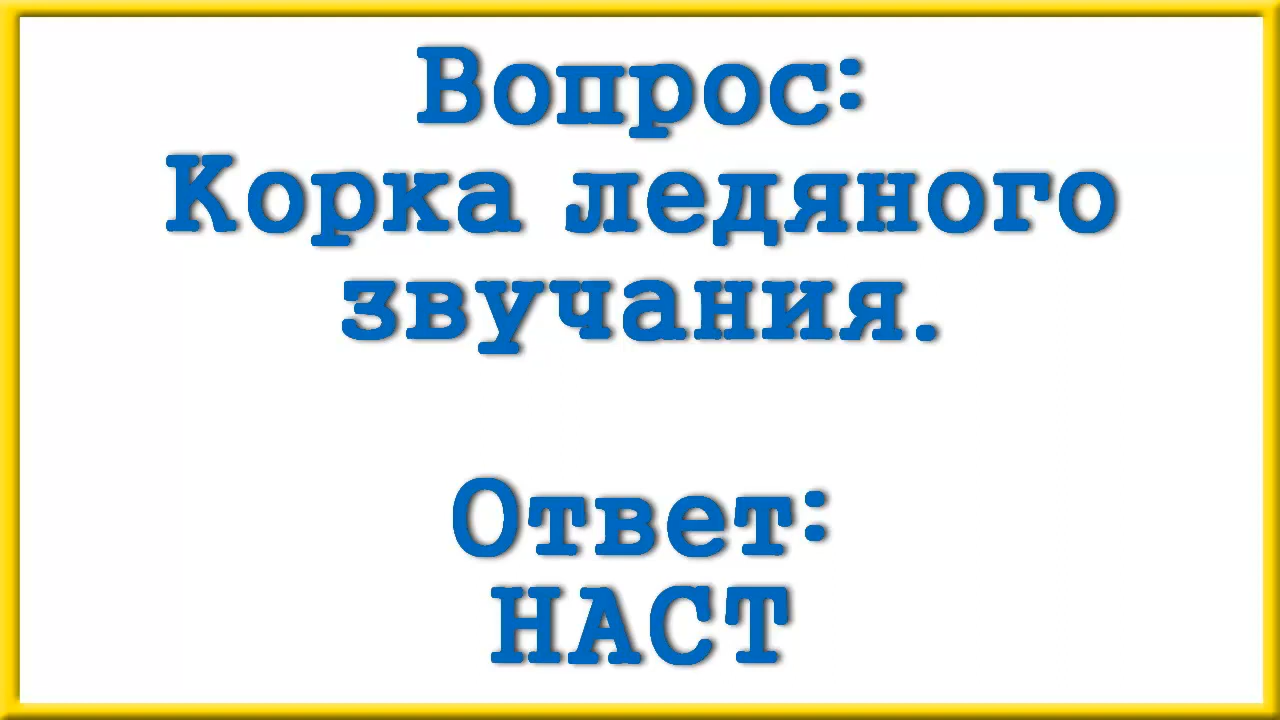 Вопрос:
Корка ледяного
звучания.
Ответ:
НАСТ